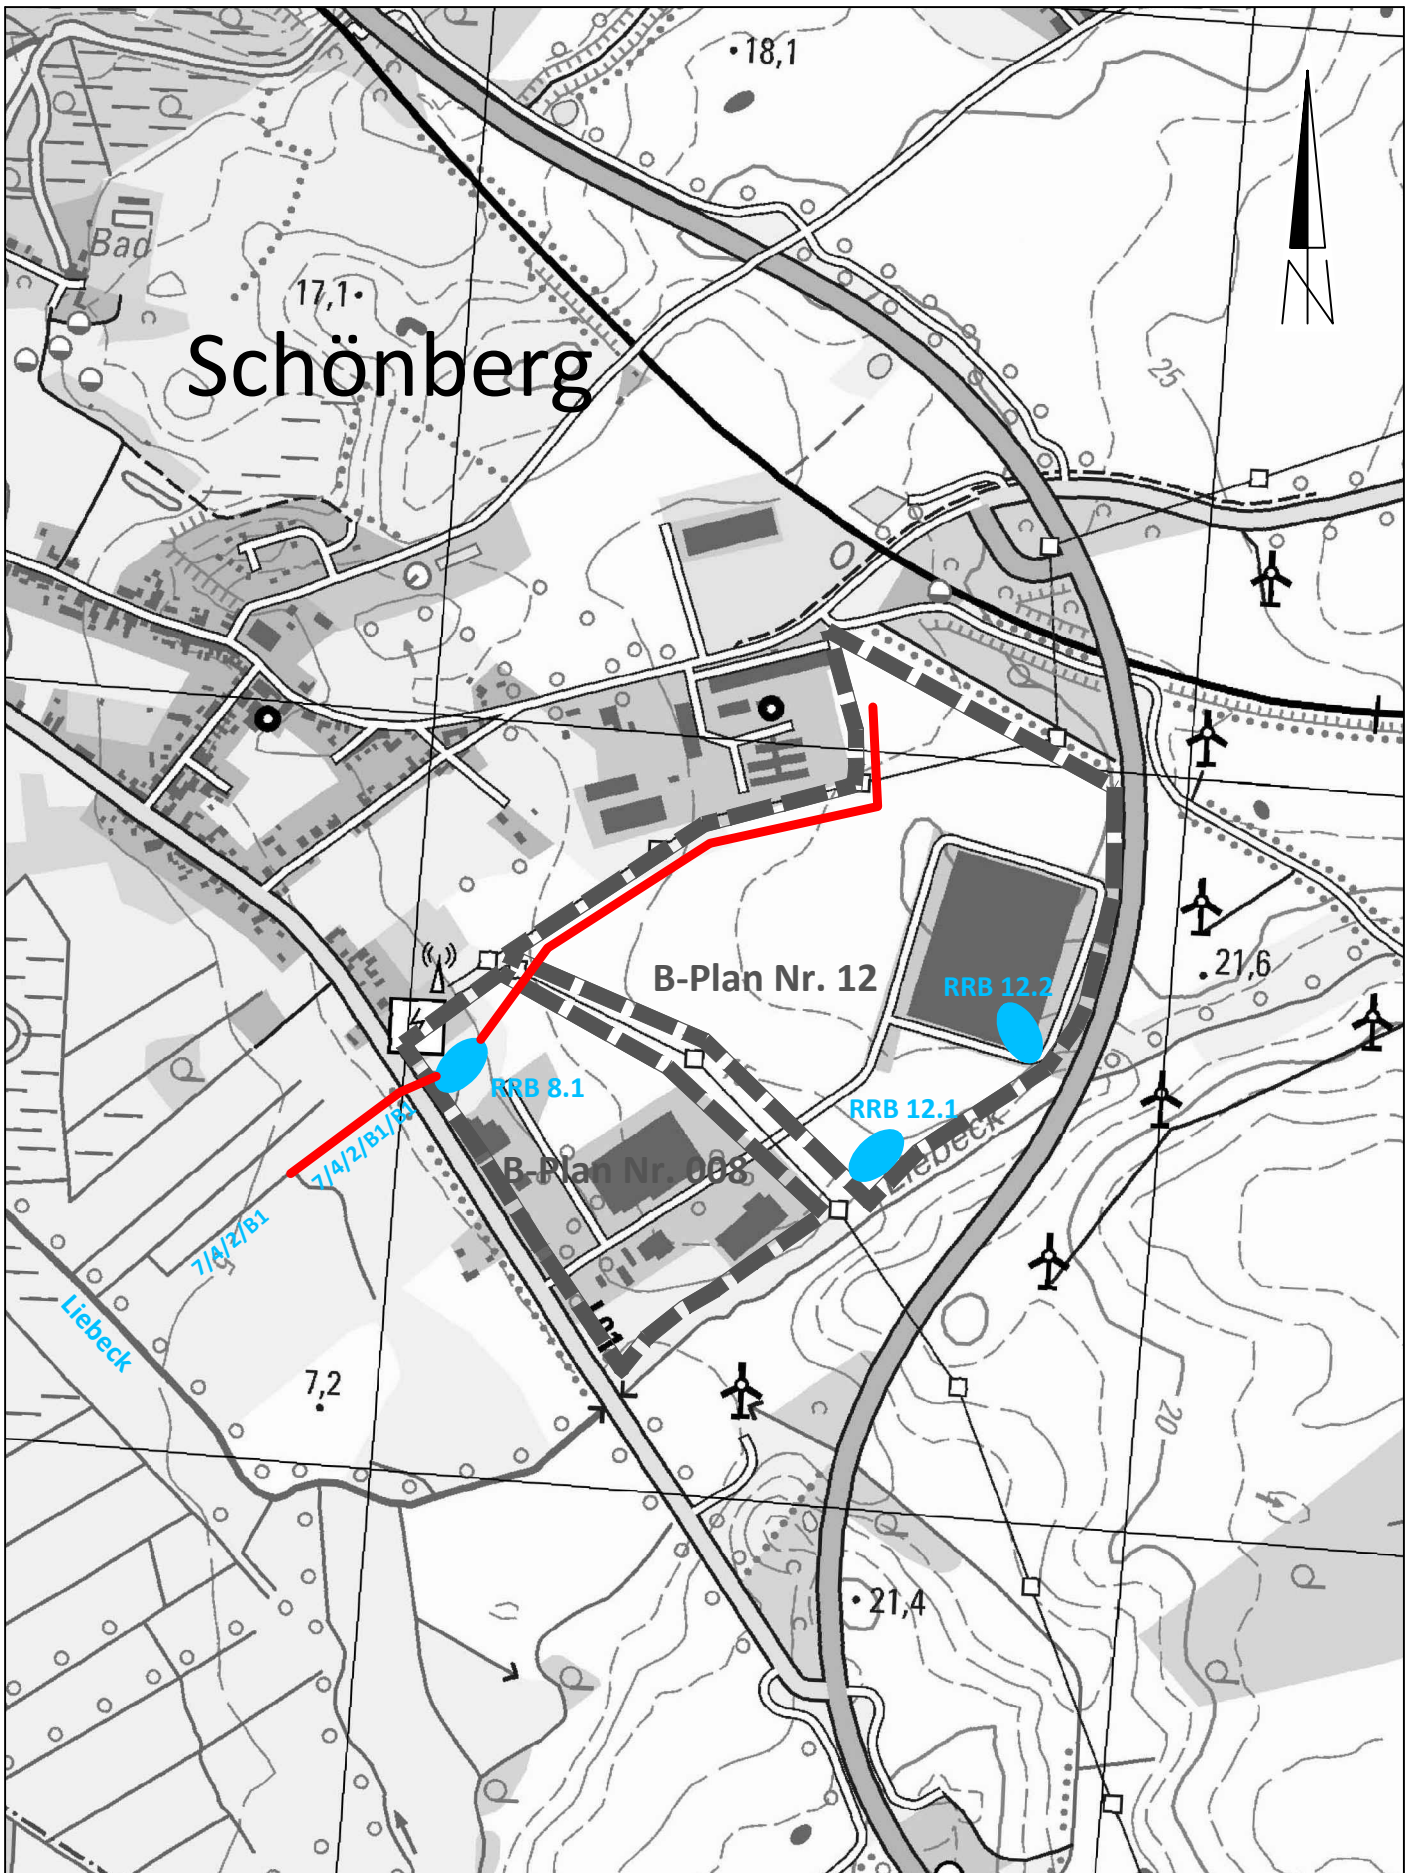 18,1
Bad
17,1
Schönberg
25
N
B-Plan Nr. 12
21,6
RRB 12.2
RRB 8.1
RRB 12.1
7/4/2/B1/B1
Liebeck
B-Plan Nr. 008
7/4/2/B1
5
Liebeck
L01
7,2
20
21,4